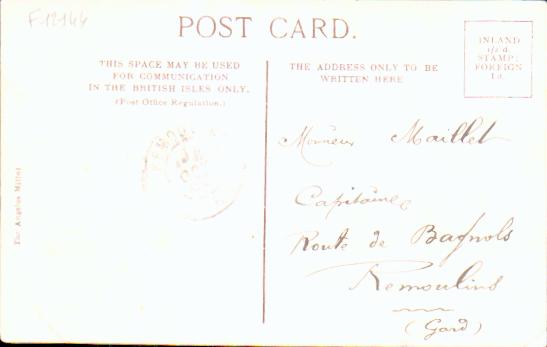 F-12144
POST CARD.
THIS SPACE MAY BE USED
FOR COMMUNICATION
IN THE BRITISH ISLES ONLY.
(Post Office Regulation.)
THE ADDRESS ONLY TO BE
WRITTEN HERE
INLAND
½d.
STAMP:
FOREIGN
1d.
Monsieur Maillet
Capitaine
Route de Bagnols
Remoulins
(Gard)